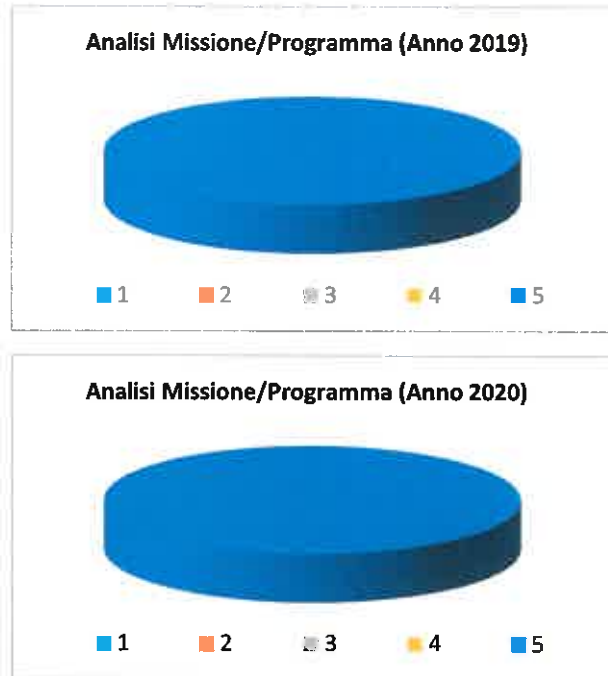 Analisi Missione/Programma (Anno 2019)
1 2 3 4 5
Analisi Missione/Programma (Anno 2020)
1 2 3 4 5